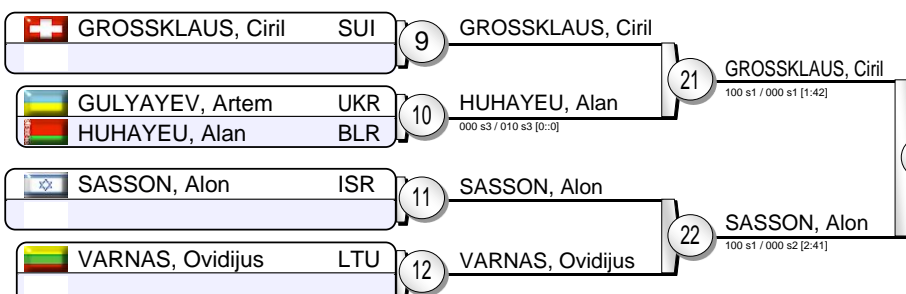 GROSSKLAUS, Ciril SUI
9
GROSSKLAUS, Ciril
GULYAYEV, Artem UKR
HUHAYEU, Alan BLR
10
HUHAYEU, Alan
000 s3 / 010 s3 [0::0]
21
GROSSKLAUS, Ciril
100 s1 / 000 s1 [1:42]
SASSON, Alon ISR
11
SASSON, Alon
VARNAS, Ovidijus LTU
12
VARNAS, Ovidijus
22
SASSON, Alon
100 s1 / 000 s2 [2:41]